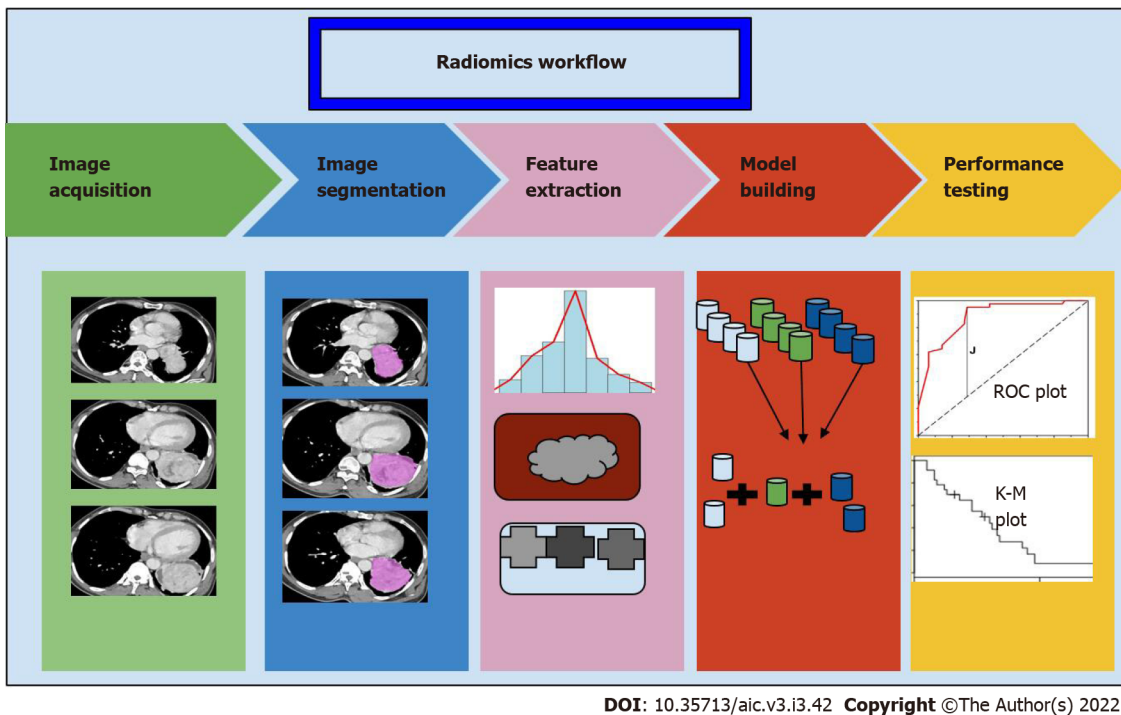 Radiomics workflow
Image
acquisition
Image
segmentation
Feature
extraction
Model
building
Performance
testing
J
ROC plot
K-M
plot
DOI: 10.35713/aic.v3.i3.42 Copyright ©The Author(s) 2022